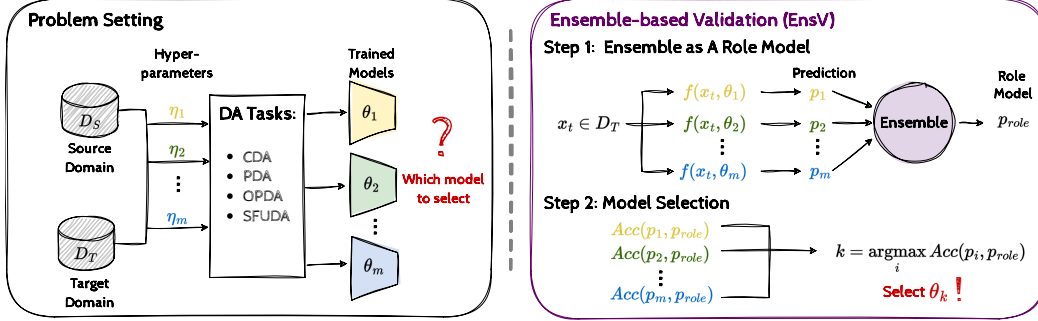 Problem Setting
Hyper-
parameters
Trained
Models
D_S
Source
Domain
D_T
Target
Domain
η_1
η_2
⋮
η_m
DA Tasks:
• CDA
• PDA
• OPDA
• SFUDA
θ_1
θ_2
⋮
θ_m
?
Which model
to select
Ensemble-based Validation (EnsV)
Step 1: Ensemble as A Role Model
x_t ∈ D_T
f(x_t, θ_1)
f(x_t, θ_2)
⋮
f(x_t, θ_m)
Prediction
p_1
p_2
⋮
p_m
Ensemble
Role
Model
p_role
Step 2: Model Selection
Acc(p_1, p_role)
Acc(p_2, p_role)
⋮
Acc(p_m, p_role)
k = argmax_i Acc(p_i, p_role)
Select θ_k !